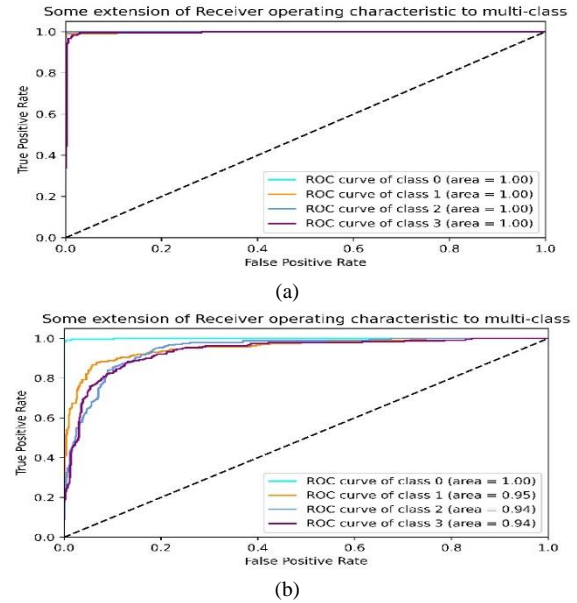 Some extension of Receiver operating characteristic to multi-class
1.0
0.8
0.6
0.4
0.2
0.0
True Positive Rate
ROC curve of class 0 (area = 1.00)
ROC curve of class 1 (area = 1.00)
ROC curve of class 2 (area = 1.00)
ROC curve of class 3 (area = 1.00)
0.0 0.2 0.4 0.6 0.8 1.0
False Positive Rate
(a)
Some extension of Receiver operating characteristic to multi-class
1.0
0.8
0.6
0.4
0.2
0.0
True Positive Rate
ROC curve of class 0 (area = 1.00)
ROC curve of class 1 (area = 0.95)
ROC curve of class 2 (area = 0.94)
ROC curve of class 3 (area = 0.94)
0.0 0.2 0.4 0.6 0.8 1.0
False Positive Rate
(b)